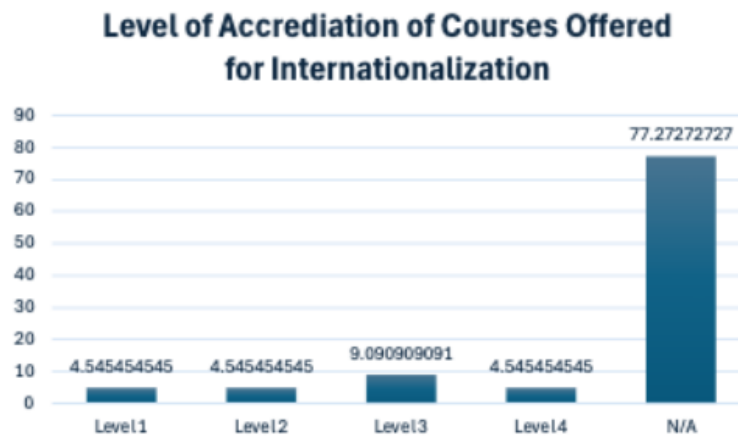 Level of Accrediation of Courses Offered
for Internationalization
90
80
70
60
50
40
30
20
10
0
77.27272727
4.545454545
4.545454545
9.090909091
4.545454545
Level1
Level2
Level3
Level4
N/A